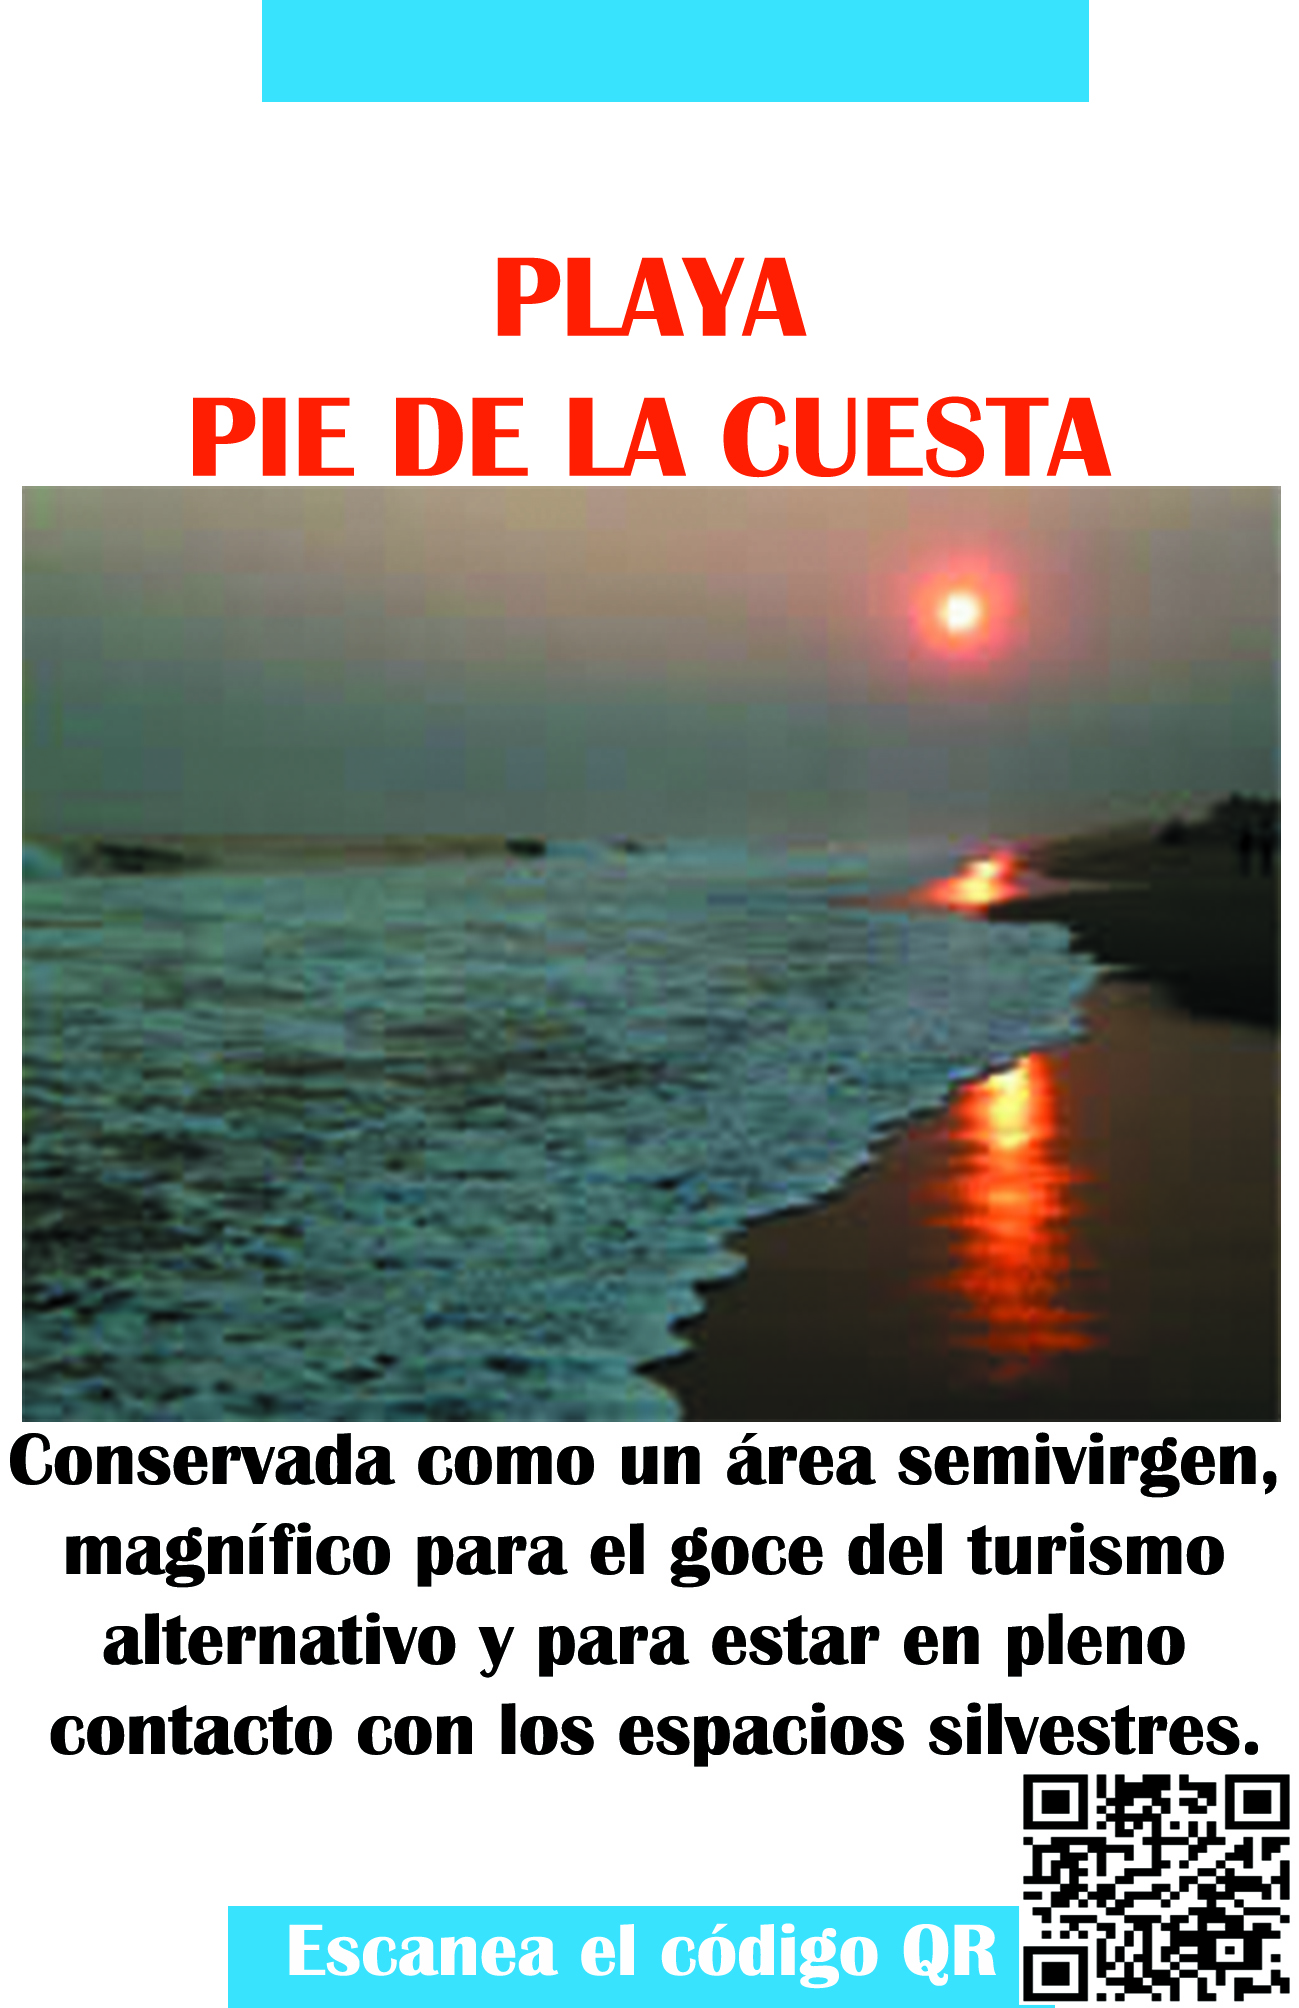 PLAYA
PIE DE LA CUESTA
Conservada como un área semivirgen,
magnífico para el goce del turismo
alternativo y para estar en pleno
contacto con los espacios silvestres.
Escanea el código QR